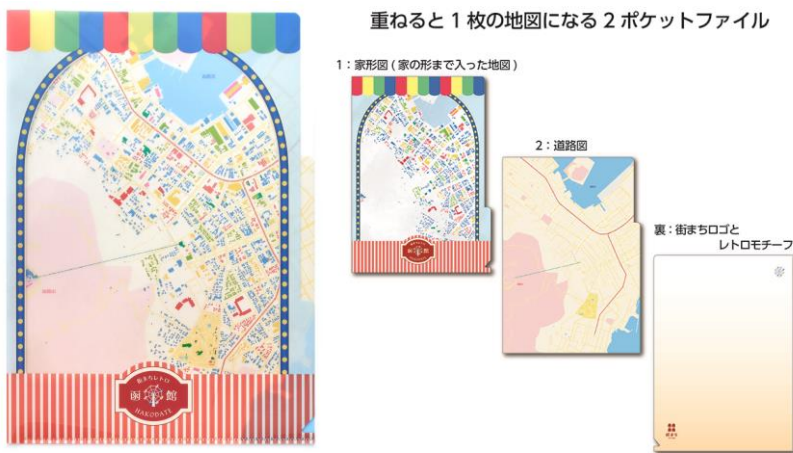 重ねると1枚の地図になる2ポケットファイル
1：家形図(家の形まで入った地図)
2：道路図
裏：街まちロゴと
レトロモチーフ
街まちレトロ
函館
HAKODATE
街まち